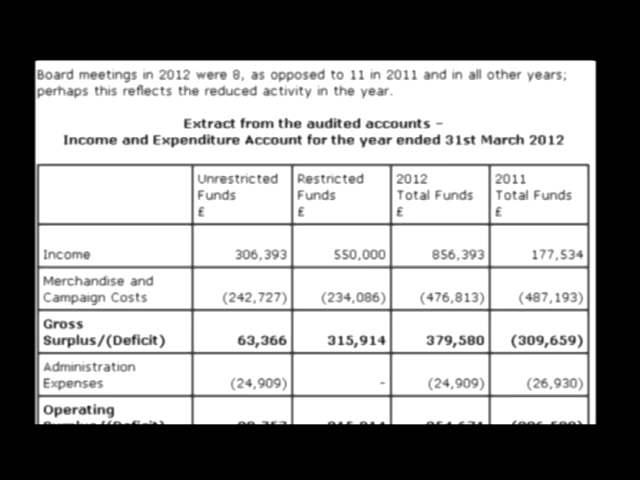 Board meetings in 2012 were 8, as opposed to 11 in 2011 and in all other years;
perhaps this reflects the reduced activity in the year.
Extract from the audited accounts –
Income and Expenditure Account for the year ended 31st March 2012
Unrestricted Funds £ Restricted Funds £ 2012 Total Funds £ 2011 Total Funds £
Income 306,393 550,000 856,393 177,534
Merchandise and Campaign Costs (242,727) (234,086) (476,813) (487,193)
Gross Surplus/(Deficit) 63,366 315,914 379,580 (309,659)
Administration Expenses (24,909) - (24,909) (26,930)
Operating